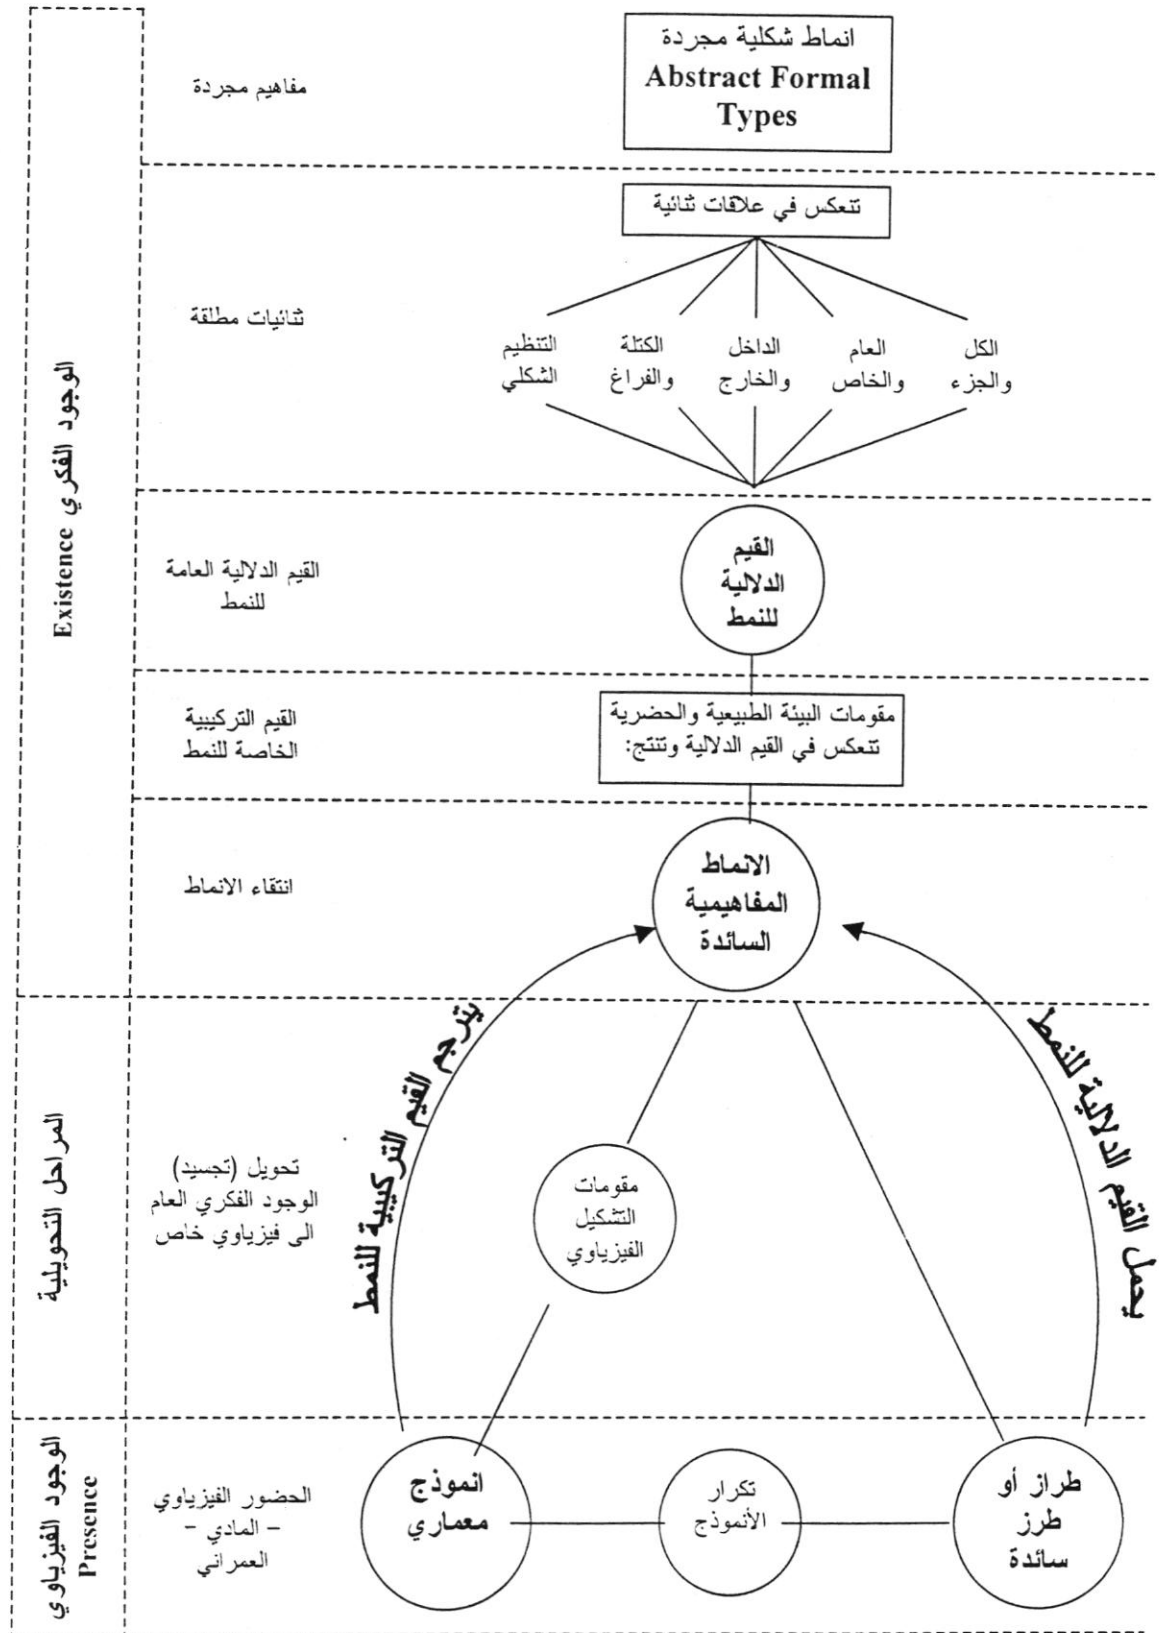 انماط شكلية مجردة
Abstract Formal
Types
مفاهيم مجردة
تنعكس في علاقات ثنائية
ثنائيات مطلقة
الكل
والجزء
العام
والخاص
الداخل
والخارج
الكتلة
والفراغ
التنظيم
الشكلي
الوجود الفكري Existence
القيم
الدلالية
للنمط
القيم الدلالية العامة
للنمط
مقومات البيئة الطبيعية والحضرية
تنعكس في القيم الدلالية وتنتج:
القيم التركيبية
الخاصة للنمط
الانماط
المفاهيمية
السائدة
انتقاء الانماط
يحمل القيم الدلالية للنمط
يترجم القيم التركيبية للنمط
مقومات
التشكيل
الفيزياوي
تحويل (تجسيد)
الوجود الفكري العام
الى فيزياوي خاص
المراحل التحويلية
طراز أو
طرز
سائدة
تكرار
الأنموذج
انموذج
معماري
الحضور الفيزياوي
– المادي –
العمراني
الوجود الفيزياوي
Presence